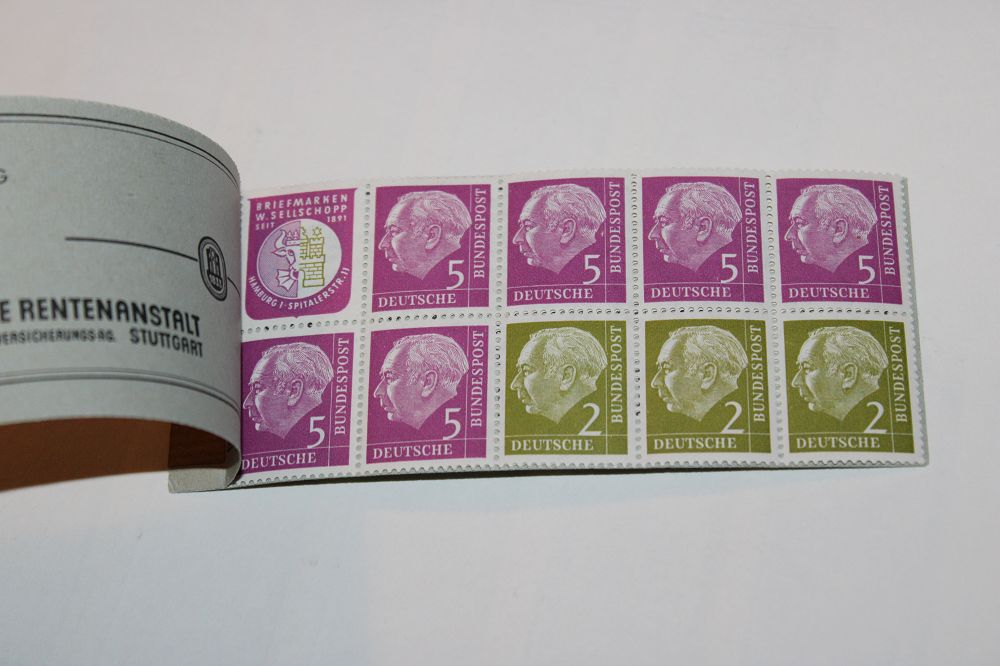 G
E RENTENANSTALT
VERSICHERUNGS AG. STUTTGART
BRIEFMARKEN
W. SELLSCHOPP
SEIT 1891
HAMBURG 1 · SPITALERSTR. 11
5
DEUTSCHE
BUNDESPOST
5
DEUTSCHE
BUNDESPOST
5
DEUTSCHE
BUNDESPOST
5
DEUTSCHE
BUNDESPOST
5
DEUTSCHE
BUNDESPOST
5
DEUTSCHE
BUNDESPOST
2
DEUTSCHE
BUNDESPOST
2
DEUTSCHE
BUNDESPOST
2
DEUTSCHE
BUNDESPOST